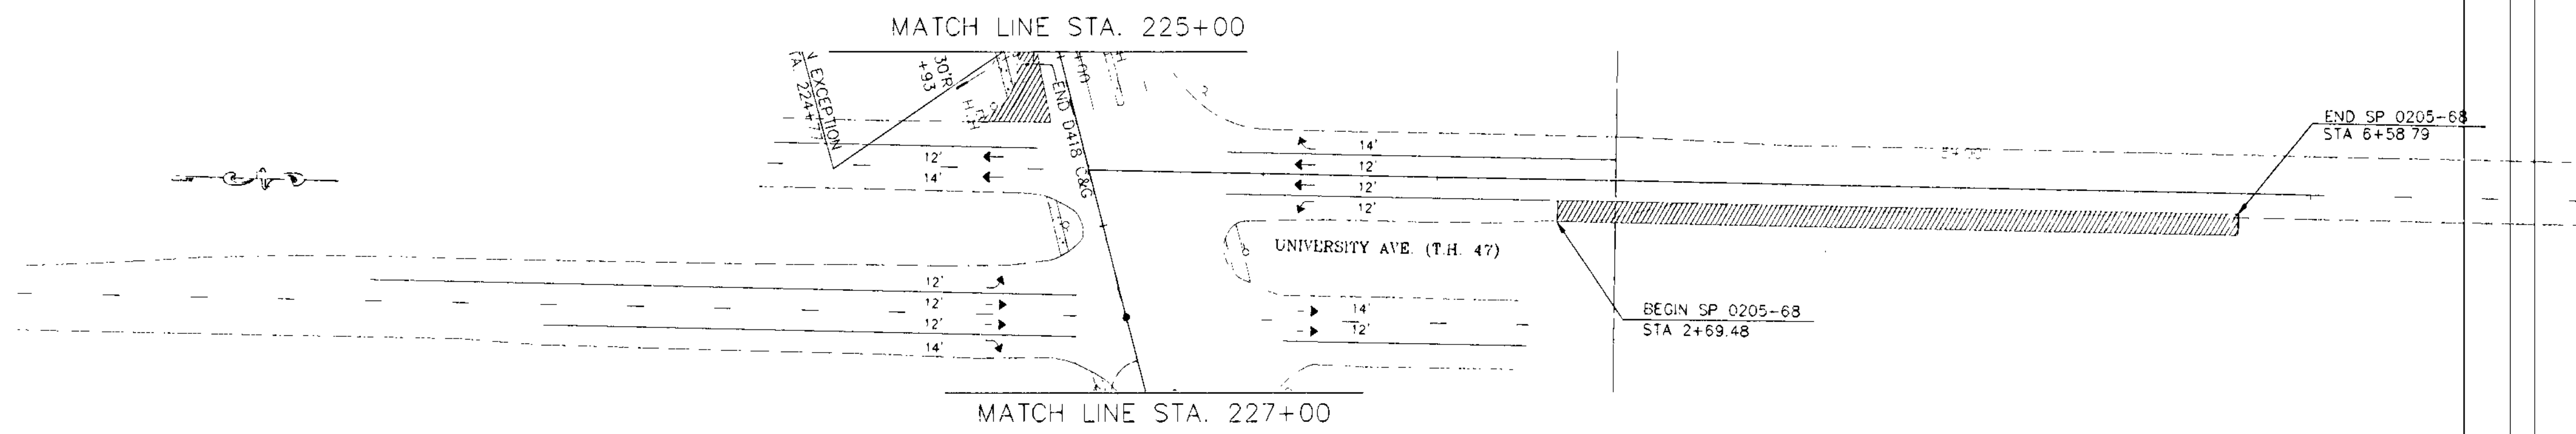 MATCH LINE STA. 225+00
EXCEPTION
30'R
+93
+00
END D418 C&G
END SP 0205-68
STA 6+58.79
14'
12'
12'
12'
12'
14'
UNIVERSITY AVE. (T.H. 47)
12'
12'
12'
14'
14'
12'
BEGIN SP 0205-68
STA 2+69.48
MATCH LINE STA. 227+00